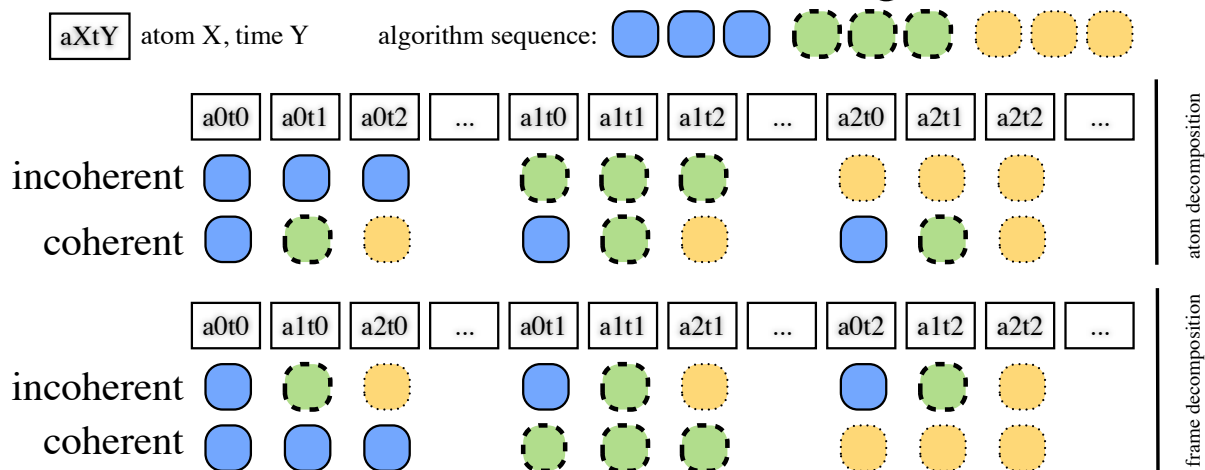 aXtY atom X, time Y algorithm sequence:
a0t0 a0t1 a0t2 ... a1t0 a1t1 a1t2 ... a2t0 a2t1 a2t2 ...
incoherent
coherent
atom decomposition
a0t0 a1t0 a2t0 ... a0t1 a1t1 a2t1 ... a0t2 a1t2 a2t2 ...
incoherent
coherent
frame decomposition